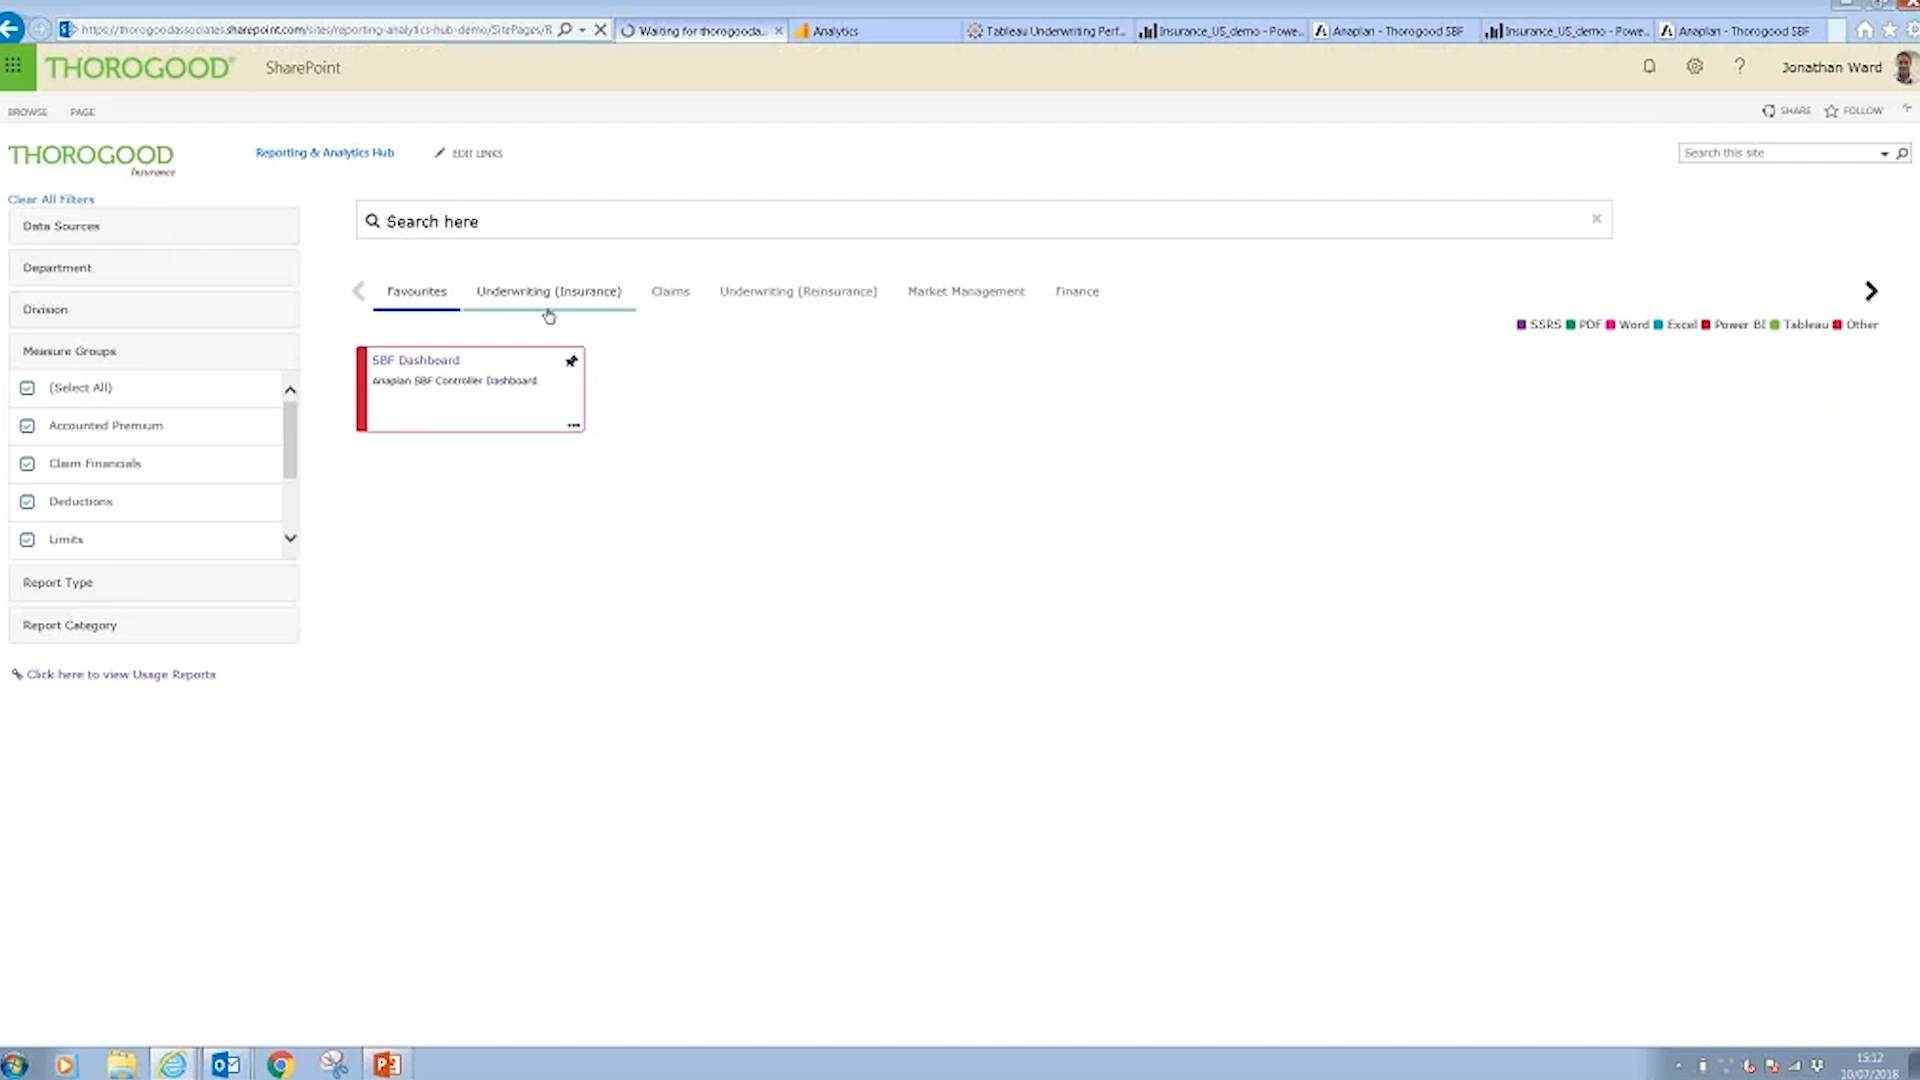 https://thorogoodassociates.sharepoint.com/sites/reporting-analytics-hub-demo/SitePages/R
Waiting for thorogooda...
Analytics
Tableau Underwriting Perf...
Insurance_US_demo - Powe...
Anaplan - Thorogood SBF
Insurance_US_demo - Powe...
Anaplan - Thorogood SBF
THOROGOOD®
SharePoint
?
Jonathan Ward
BROWSE
PAGE
SHARE
FOLLOW
THOROGOOD
Insurance
Reporting & Analytics Hub
EDIT LINKS
Search this site
Clear All Filters
Data Sources
Search here
Department
Favourites
Underwriting (Insurance)
Claims
Underwriting (Reinsurance)
Market Management
Finance
Division
SSRS PDF Word Excel Power BI Tableau Other
Measure Groups
(Select All)
Accounted Premium
Claim Financials
Deductions
Limits
SBF Dashboard
Anaplan SBF Controller Dashboard
Report Type
Report Category
Click here to view Usage Reports
15:12
10/07/2018